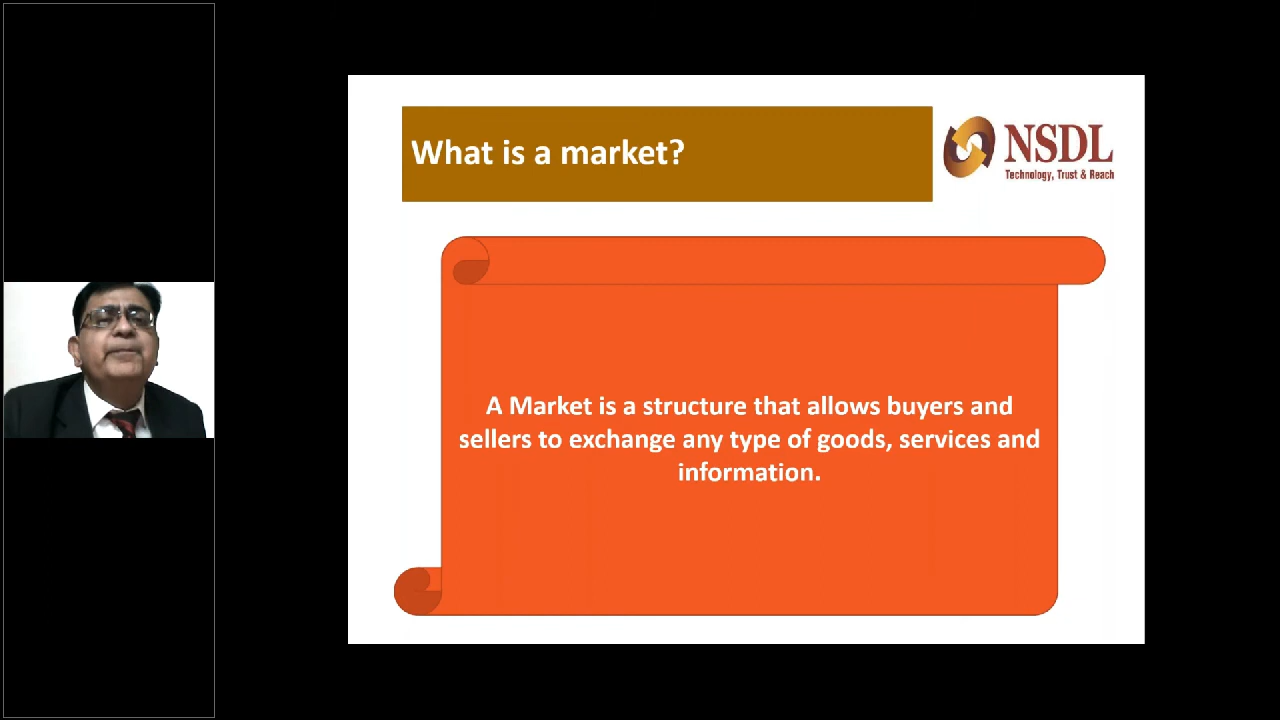 What is a market?
NSDL
Technology, Trust & Reach
A Market is a structure that allows buyers and
sellers to exchange any type of goods, services and
information.